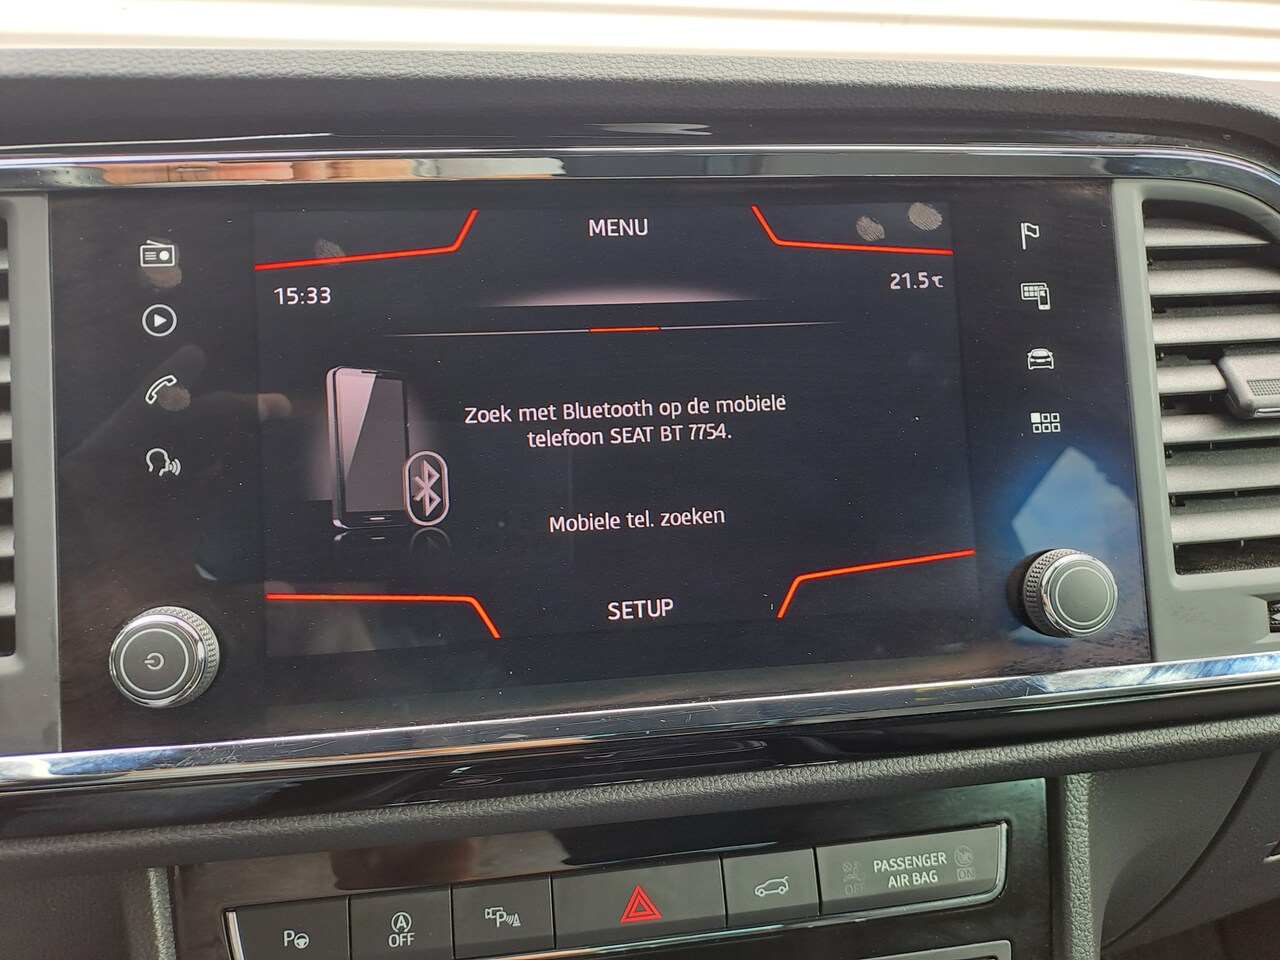 MENU
15:33
21.5℃
Zoek met Bluetooth op de mobiele
telefoon SEAT BT 7754.
Mobiele tel. zoeken
SETUP
P
A
OFF
P
OFF
PASSENGER
AIR BAG
ON